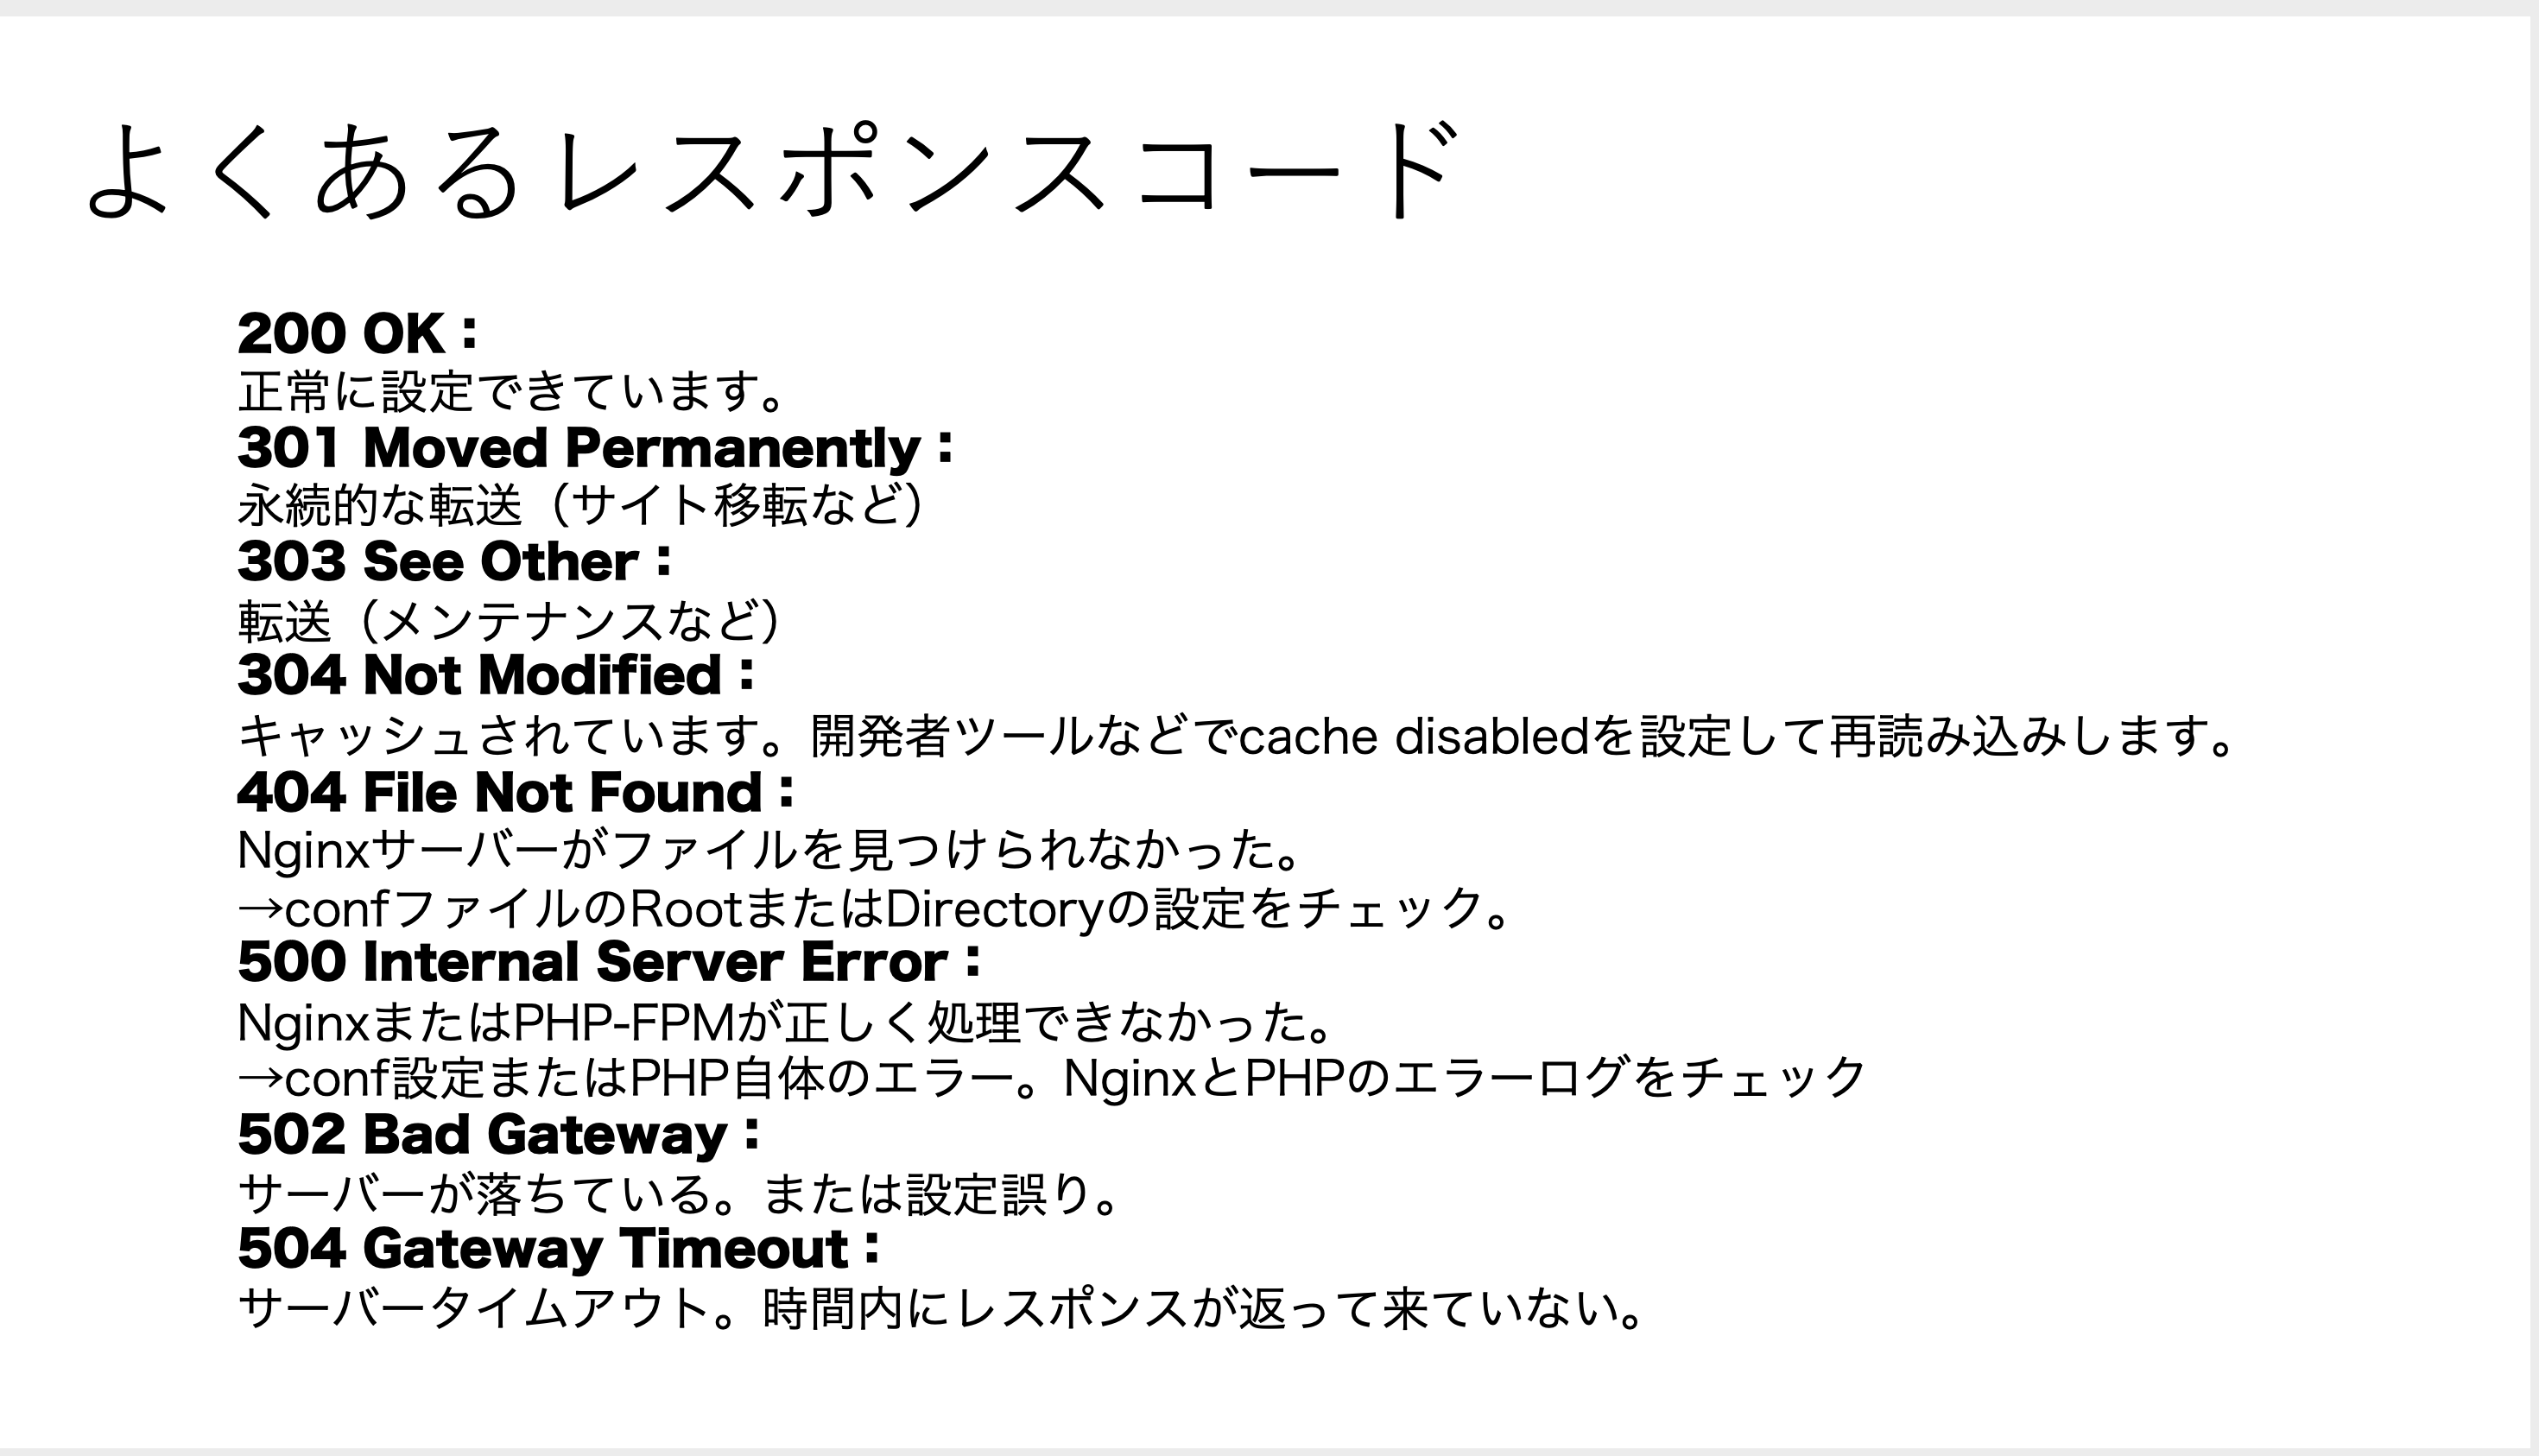 よくあるレスポンスコード
200 OK：
正常に設定できています。
301 Moved Permanently：
永続的な転送（サイト移転など）
303 See Other：
転送（メンテナンスなど）
304 Not Modified：
キャッシュされています。開発者ツールなどでcache disabledを設定して再読み込みします。
404 File Not Found：
Nginxサーバーがファイルを見つけられなかった。
→confファイルのRootまたはDirectoryの設定をチェック。
500 Internal Server Error：
NginxまたはPHP-FPMが正しく処理できなかった。
→conf設定またはPHP自体のエラー。NginxとPHPのエラーログをチェック
502 Bad Gateway：
サーバーが落ちている。または設定誤り。
504 Gateway Timeout：
サーバータイムアウト。時間内にレスポンスが返って来ていない。